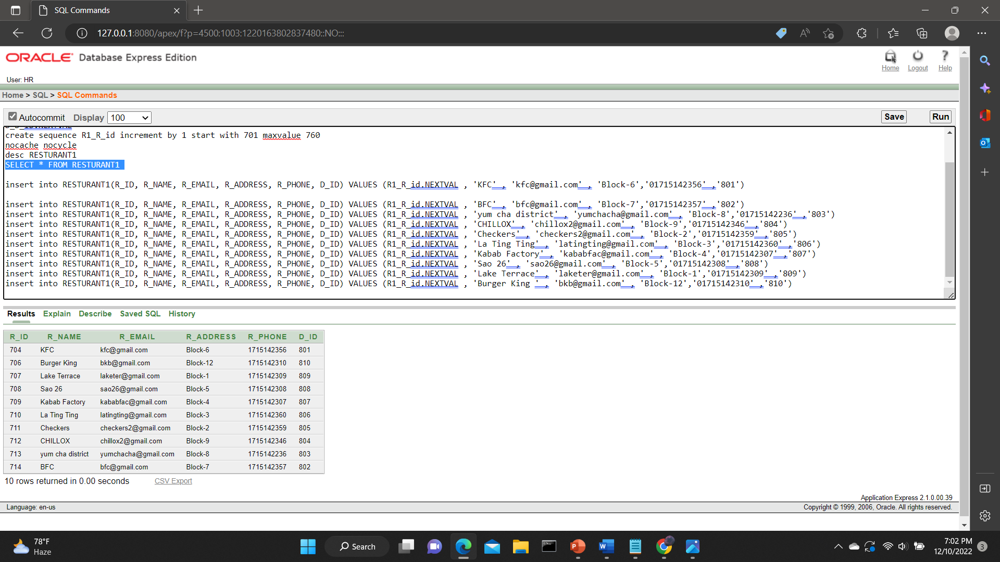 SQL Commands
127.0.0.1:8080/apex/f?p=4500:1003:1220163802837480::NO:::
ORACLE Database Express Edition
Home Logout Help
User: HR
Home > SQL > SQL Commands
Autocommit Display 100 Save Run
create sequence R1_R_id increment by 1 start with 701 maxvalue 760
nocache nocycle
desc RESTURANT1
SELECT * FROM RESTURANT1
insert into RESTURANT1(R_ID, R_NAME, R_EMAIL, R_ADDRESS, R_PHONE, D_ID) VALUES (R1_R_id.NEXTVAL , 'KFC' , 'kfc@gmail.com' , 'Block-6','01715142356' ,'801')
insert into RESTURANT1(R_ID, R_NAME, R_EMAIL, R_ADDRESS, R_PHONE, D_ID) VALUES (R1_R_id.NEXTVAL , 'BFC' , 'bfc@gmail.com' , 'Block-7','01715142357' ,'802')
insert into RESTURANT1(R_ID, R_NAME, R_EMAIL, R_ADDRESS, R_PHONE, D_ID) VALUES (R1_R_id.NEXTVAL , 'yum cha district' , 'yumchacha@gmail.com' , 'Block-8','01715142236' ,'803')
insert into RESTURANT1(R_ID, R_NAME, R_EMAIL, R_ADDRESS, R_PHONE, D_ID) VALUES (R1_R_id.NEXTVAL , 'CHILLOX' , 'chillox2@gmail.com' , 'Block-9','01715142346' ,'804')
insert into RESTURANT1(R_ID, R_NAME, R_EMAIL, R_ADDRESS, R_PHONE, D_ID) VALUES (R1_R_id.NEXTVAL , 'Checkers' , 'checkers2@gmail.com' , 'Block-2','01715142359' ,'805')
insert into RESTURANT1(R_ID, R_NAME, R_EMAIL, R_ADDRESS, R_PHONE, D_ID) VALUES (R1_R_id.NEXTVAL , 'La Ting Ting' , 'latingting@gmail.com' , 'Block-3','01715142360' ,'806')
insert into RESTURANT1(R_ID, R_NAME, R_EMAIL, R_ADDRESS, R_PHONE, D_ID) VALUES (R1_R_id.NEXTVAL , 'Kabab Factory' , 'kababfac@gmail.com' , 'Block-4','01715142307' ,'807')
insert into RESTURANT1(R_ID, R_NAME, R_EMAIL, R_ADDRESS, R_PHONE, D_ID) VALUES (R1_R_id.NEXTVAL , 'Sao 26' , 'sao26@gmail.com' , 'Block-5','01715142308' ,'808')
insert into RESTURANT1(R_ID, R_NAME, R_EMAIL, R_ADDRESS, R_PHONE, D_ID) VALUES (R1_R_id.NEXTVAL , 'Lake Terrace' , 'laketer@gmail.com' , 'Block-1','01715142309' ,'809')
insert into RESTURANT1(R_ID, R_NAME, R_EMAIL, R_ADDRESS, R_PHONE, D_ID) VALUES (R1_R_id.NEXTVAL , 'Burger King ' , 'bkb@gmail.com' , 'Block-12','01715142310' ,'810')
Results Explain Describe Saved SQL History
R_ID R_NAME R_EMAIL R_ADDRESS R_PHONE D_ID
704 KFC kfc@gmail.com Block-6 1715142356 801
706 Burger King bkb@gmail.com Block-12 1715142310 810
707 Lake Terrace laketer@gmail.com Block-1 1715142309 809
708 Sao 26 sao26@gmail.com Block-5 1715142308 808
709 Kabab Factory kababfac@gmail.com Block-4 1715142307 807
710 La Ting Ting latingting@gmail.com Block-3 1715142360 806
711 Checkers checkers2@gmail.com Block-2 1715142359 805
712 CHILLOX chillox2@gmail.com Block-9 1715142346 804
713 yum cha district yumchacha@gmail.com Block-8 1715142236 803
714 BFC bfc@gmail.com Block-7 1715142357 802
10 rows returned in 0.00 seconds CSV Export
Application Express 2.1.0.00.39
Language: en-us Copyright © 1999, 2006, Oracle. All rights reserved.
78°F
Haze
Search
7:02 PM
12/10/2022
3